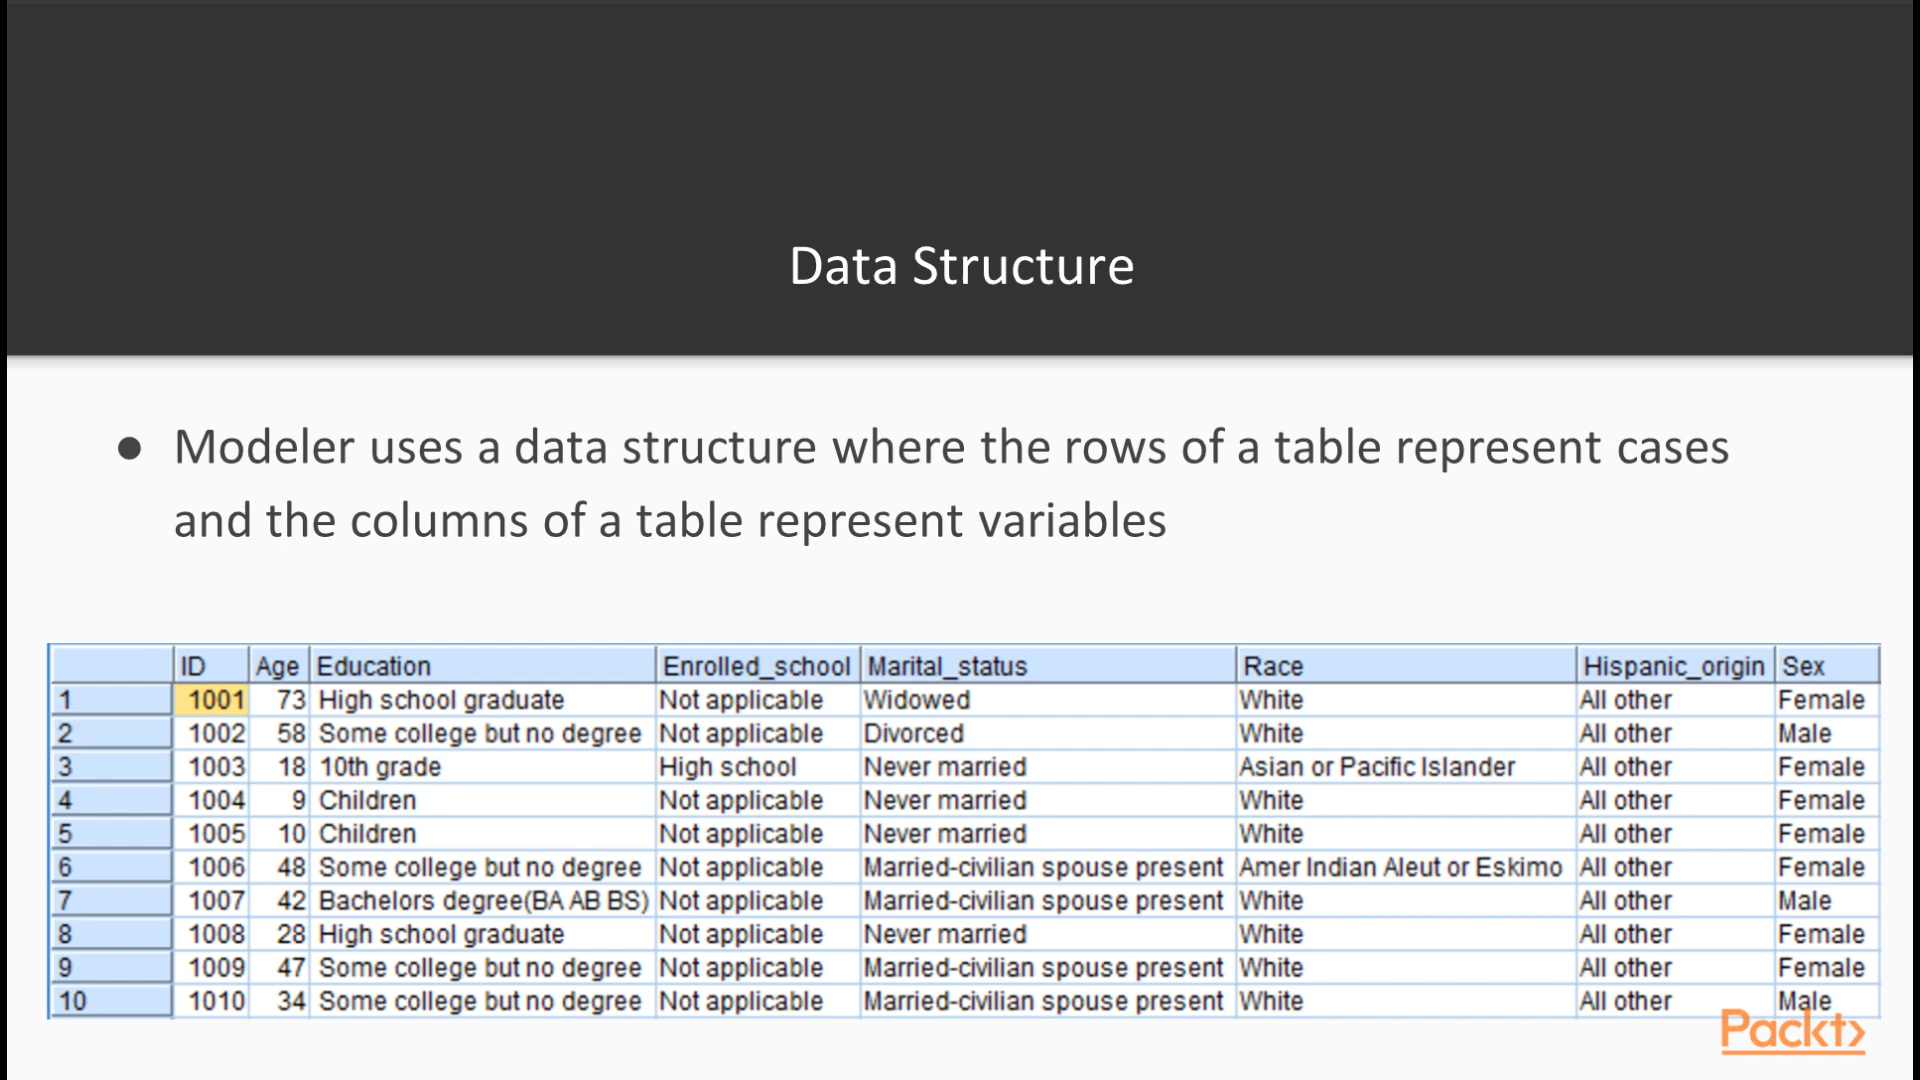 Data Structure
● Modeler uses a data structure where the rows of a table represent cases
and the columns of a table represent variables
ID Age Education Enrolled_school Marital_status Race Hispanic_origin Sex
1 1001 73 High school graduate Not applicable Widowed White All other Female
2 1002 58 Some college but no degree Not applicable Divorced White All other Male
3 1003 18 10th grade High school Never married Asian or Pacific Islander All other Female
4 1004 9 Children Not applicable Never married White All other Female
5 1005 10 Children Not applicable Never married White All other Female
6 1006 48 Some college but no degree Not applicable Married-civilian spouse present Amer Indian Aleut or Eskimo All other Female
7 1007 42 Bachelors degree(BA AB BS) Not applicable Married-civilian spouse present White All other Male
8 1008 28 High school graduate Not applicable Never married White All other Female
9 1009 47 Some college but no degree Not applicable Married-civilian spouse present White All other Female
10 1010 34 Some college but no degree Not applicable Married-civilian spouse present White All other Male
Packt>